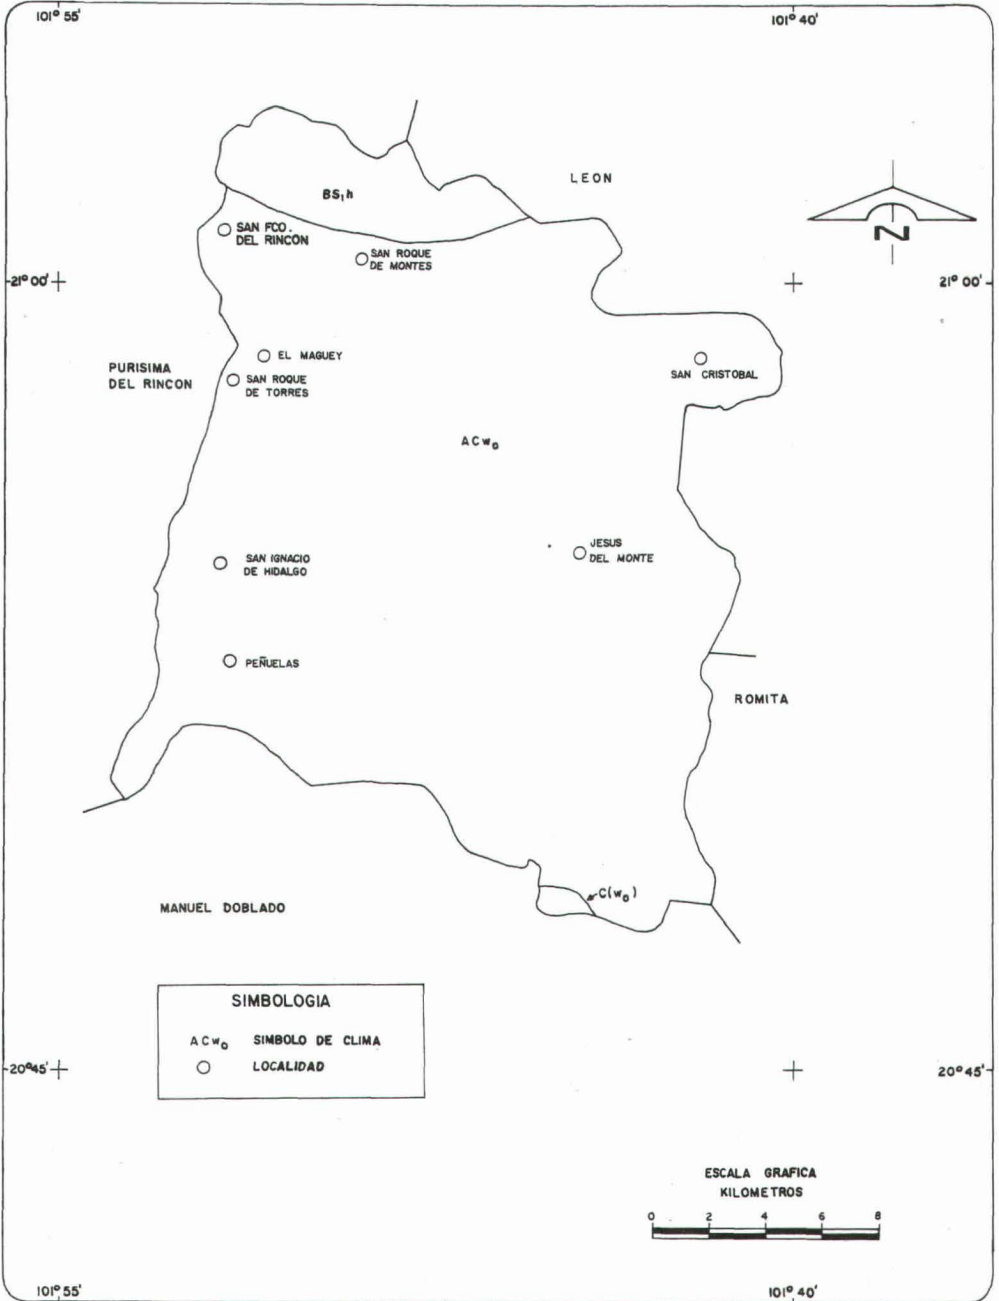 101° 55'
101° 40'
LEON
BS₁h
SAN FCO.
DEL RINCÓN
SAN ROQUE
DE MONTES
N
21° 00'
21° 00'
EL MAGUEY
PURISIMA
DEL RINCON
SAN ROQUE
DE TORRES
SAN CRISTOBAL
ACw₀
JESUS
DEL MONTE
SAN IGNACIO
DE HIDALGO
PEÑUELAS
ROMITA
C(w₀)
MANUEL DOBLADO
SIMBOLOGIA
ACw₀ SIMBOLO DE CLIMA
LOCALIDAD
20°45'
20°45'
ESCALA GRAFICA
KILOMETROS
0 2 4 6 8
101° 55'
101° 40'